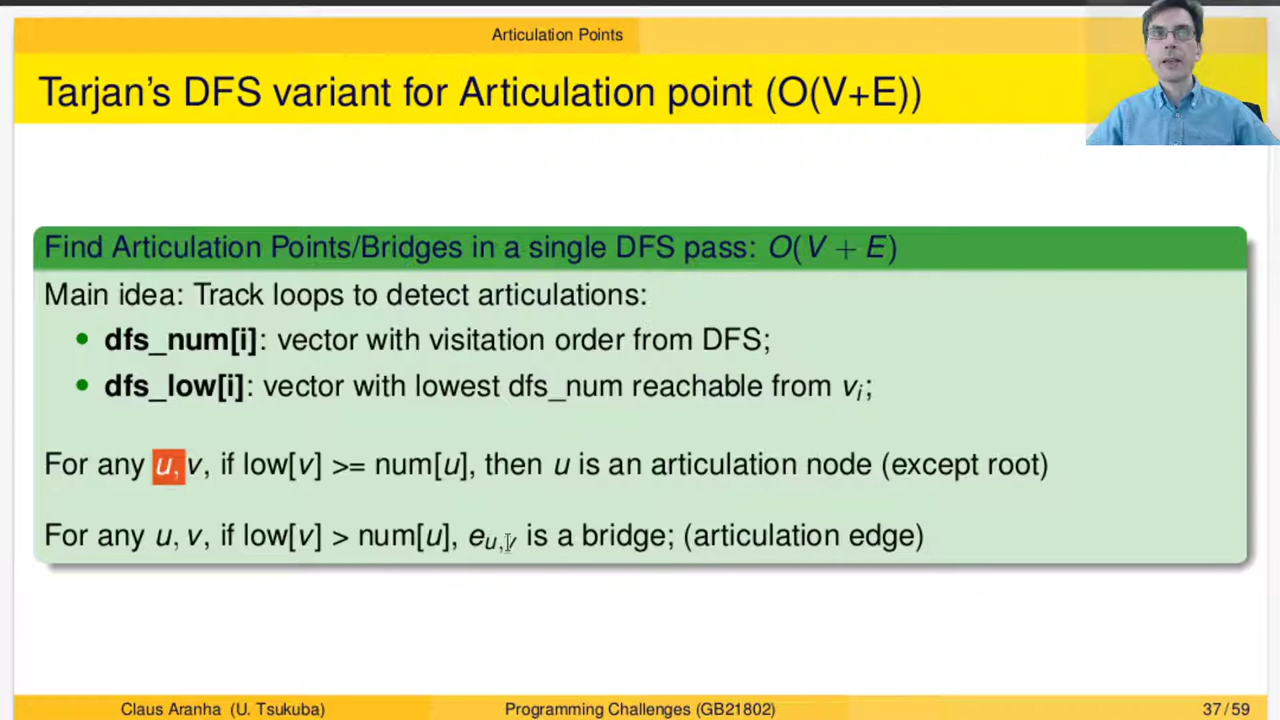 Articulation Points
Tarjan's DFS variant for Articulation point (O(V+E))
Find Articulation Points/Bridges in a single DFS pass: O(V + E)
Main idea: Track loops to detect articulations:
• dfs_num[i]: vector with visitation order from DFS;
• dfs_low[i]: vector with lowest dfs_num reachable from vᵢ;
For any u, v, if low[v] >= num[u], then u is an articulation node (except root)
For any u, v, if low[v] > num[u], e_{u,v} is a bridge; (articulation edge)
Claus Aranha (U. Tsukuba)
Programming Challenges (GB21802)
37 / 59